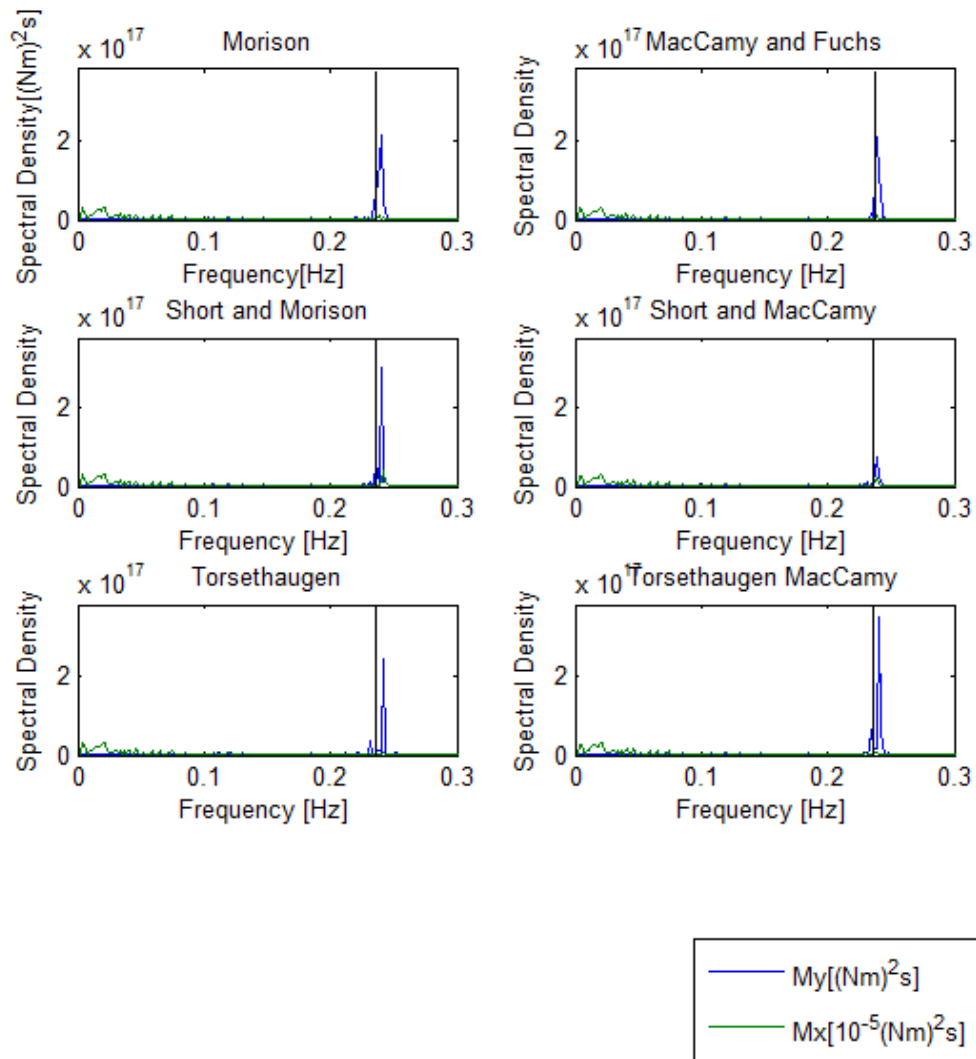 x 10^17 Morison
Spectral Density[(Nm)^2s]
2
0
0 0.1 0.2 0.3
Frequency[Hz]
x 10^17 MacCamy and Fuchs
Spectral Density
2
0
0 0.1 0.2 0.3
Frequency [Hz]
x 10^17 Short and Morison
Spectral Density
2
0
0 0.1 0.2 0.3
Frequency [Hz]
x 10^17 Short and MacCamy
Spectral Density
2
0
0 0.1 0.2 0.3
Frequency [Hz]
x 10^17 Torsethaugen
Spectral Density
2
0
0 0.1 0.2 0.3
Frequency [Hz]
x 10^17 Torsethaugen MacCamy
Spectral Density
2
0
0 0.1 0.2 0.3
Frequency [Hz]
My[(Nm)^2s]
Mx[10^-5(Nm)^2s]